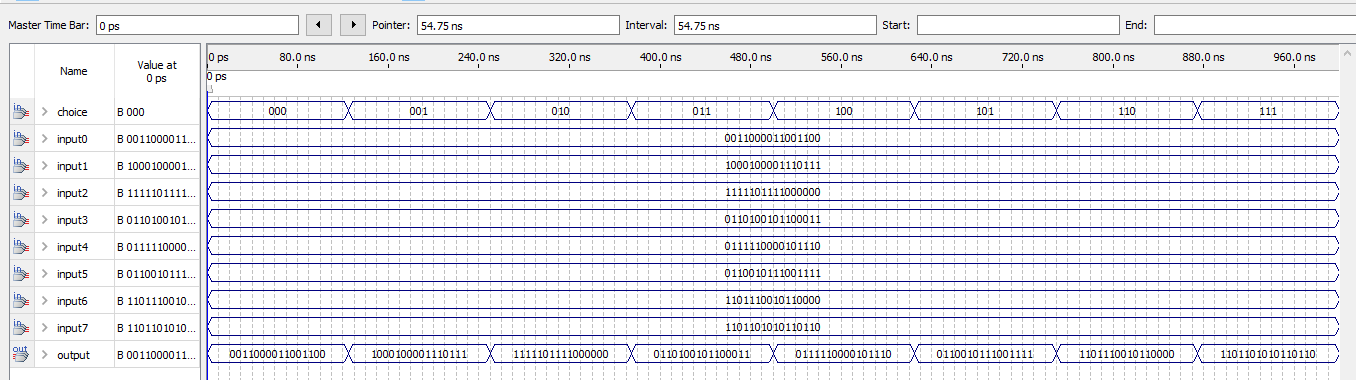 Master Time Bar: 0 ps Pointer: 54.75 ns Interval: 54.75 ns Start: End:
Name Value at 0 ps
0 ps 80.0 ns 160.0 ns 240.0 ns 320.0 ns 400.0 ns 480.0 ns 560.0 ns 640.0 ns 720.0 ns 800.0 ns 880.0 ns 960.0 ns
0 ps
in choice B 000 000 001 010 011 100 101 110 111
in input0 B 0011000011... 0011000011001100
in input1 B 1000100001... 1000100001110111
in input2 B 1111101111... 1111101111000000
in input3 B 0110100101... 0110100101100011
in input4 B 0111110000... 0111110000101110
in input5 B 0110010111... 0110010111001111
in input6 B 1101110010... 1101110010110000
in input7 B 1101101010... 1101101010110110
out output B 0011000011... 0011000011001100 1000100001110111 1111101111000000 0110100101100011 0111110000101110 0110010111001111 1101110010110000 1101101010110110